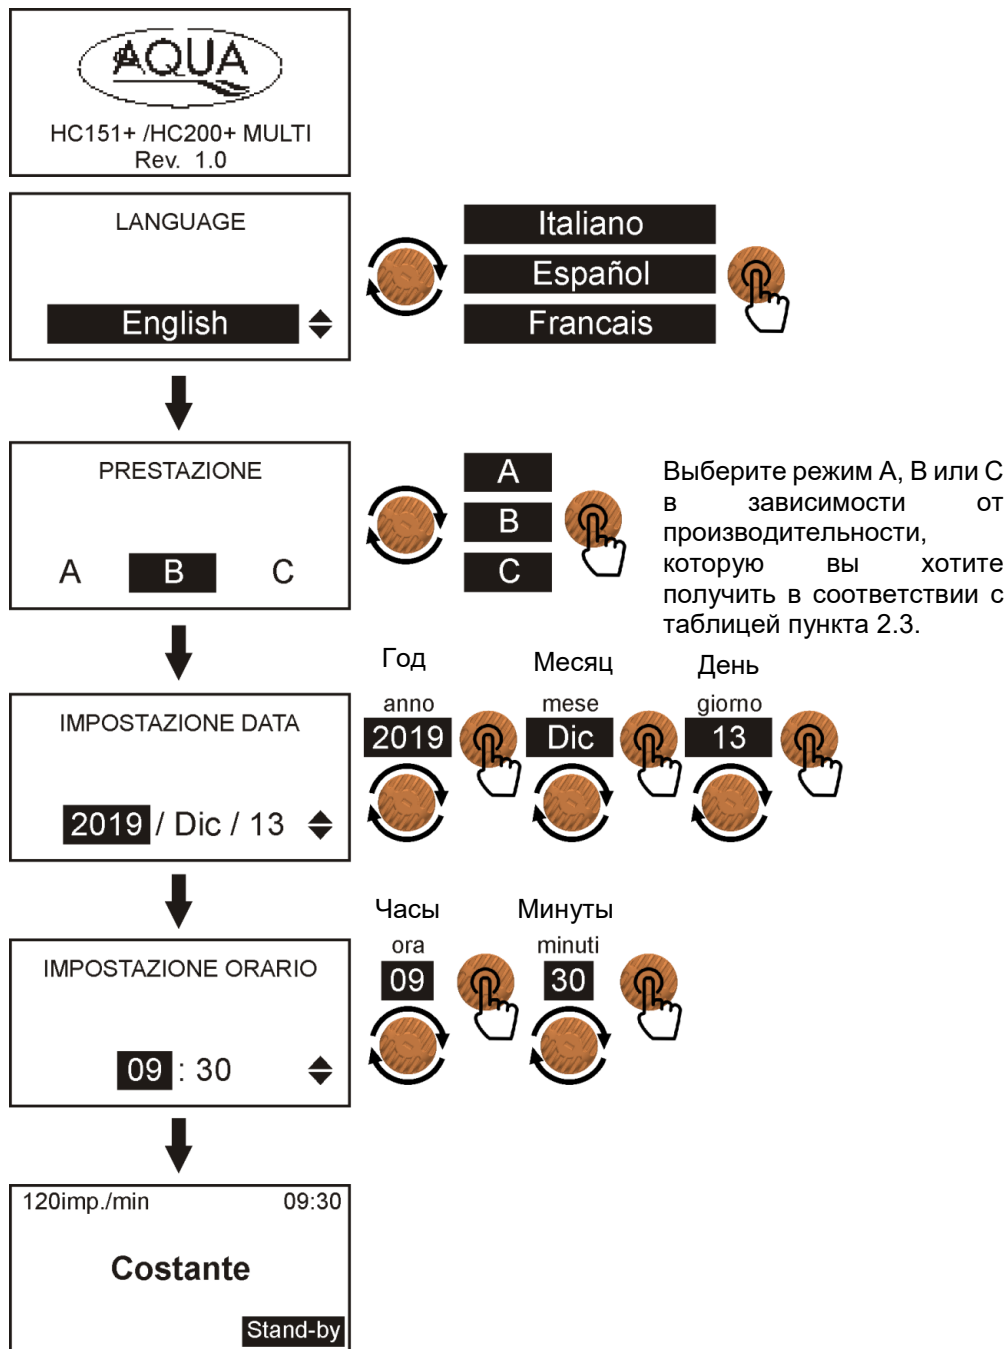 AQUA
HC151+ /HC200+ MULTI
Rev. 1.0
LANGUAGE
English
Italiano
Español
Francais
PRESTAZIONE
A B C
A
B
C
Выберите режим А, В или С
в зависимости от
производительности,
которую вы хотите
получить в соответствии с
таблицей пункта 2.3.
IMPOSTAZIONE DATA
2019 / Dic / 13
Год Месяц День
anno mese giorno
2019 Dic 13
IMPOSTAZIONE ORARIO
09 : 30
Часы Минуты
ora minuti
09 30
120imp./min 09:30
Costante
Stand-by